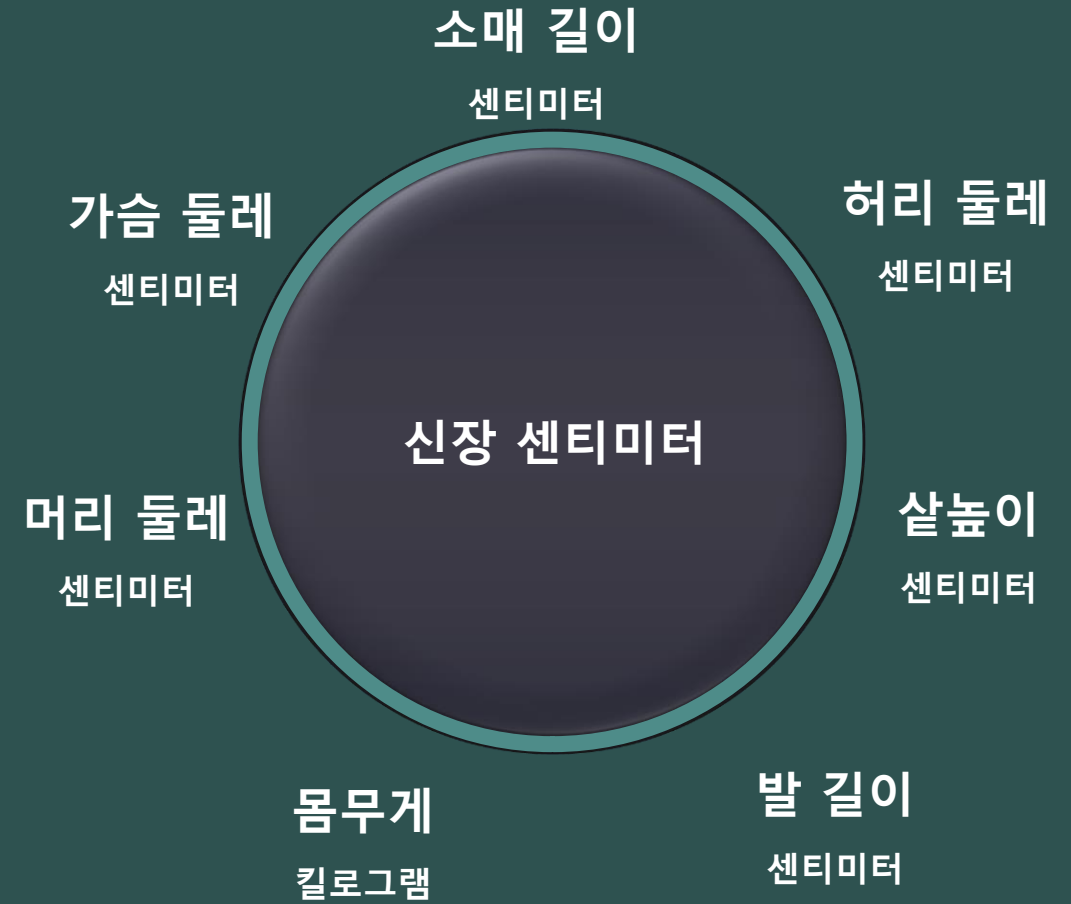 소매 길이
센티미터
가슴 둘레
센티미터
허리 둘레
센티미터
신장 센티미터
머리 둘레
센티미터
샅높이
센티미터
몸무게
킬로그램
발 길이
센티미터